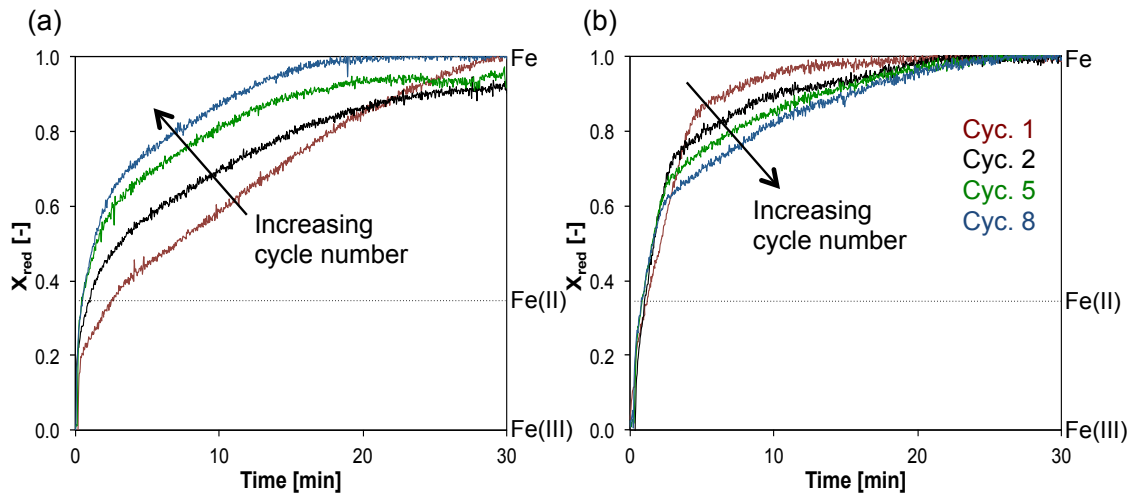 (a)
1.0
0.8
0.6
0.4
0.2
0.0
X_red [-]
0
10
20
30
Time [min]
Increasing
cycle number
Fe
Fe(II)
Fe(III)
(b)
1.0
0.8
0.6
0.4
0.2
0.0
X_red [-]
0
10
20
30
Time [min]
Increasing
cycle number
Cyc. 1
Cyc. 2
Cyc. 5
Cyc. 8
Fe
Fe(II)
Fe(III)